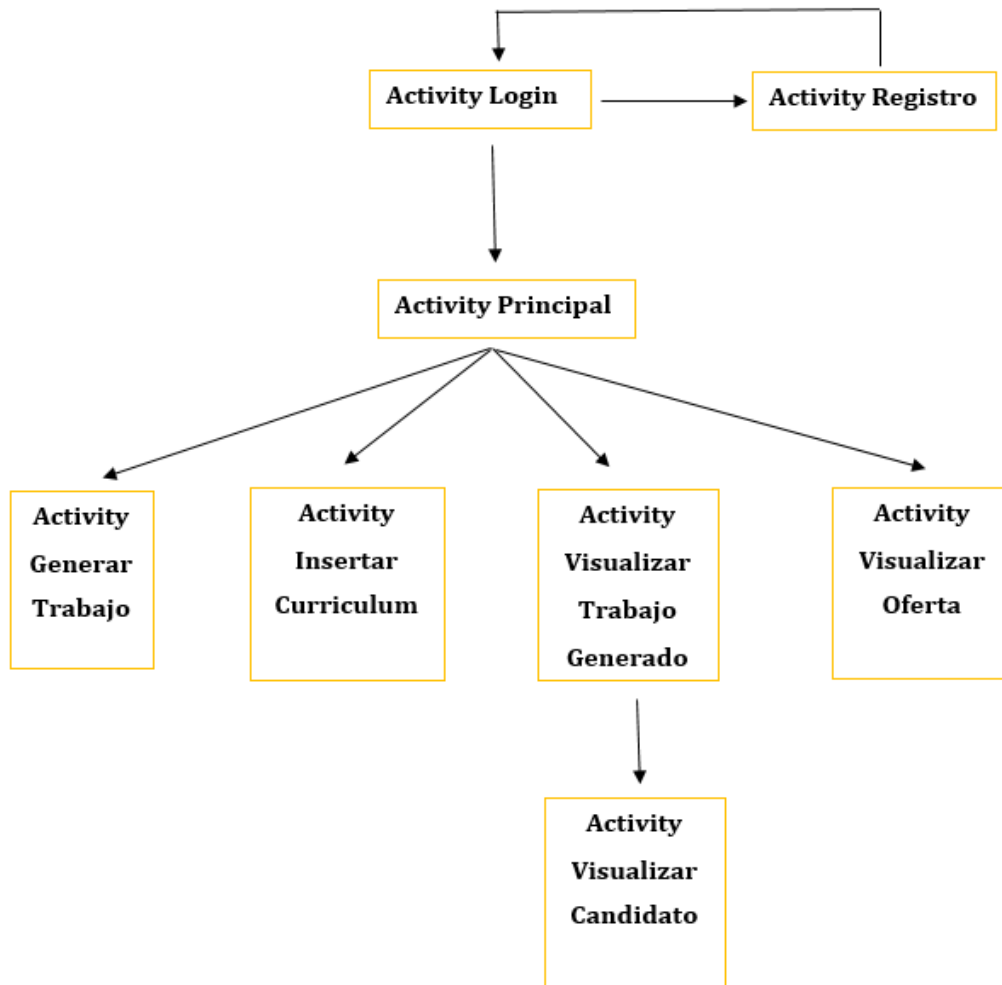 Activity Login
Activity Registro
Activity Principal
Activity
Generar
Trabajo
Activity
Insertar
Curriculum
Activity
Visualizar
Trabajo
Generado
Activity
Visualizar
Oferta
Activity
Visualizar
Candidato